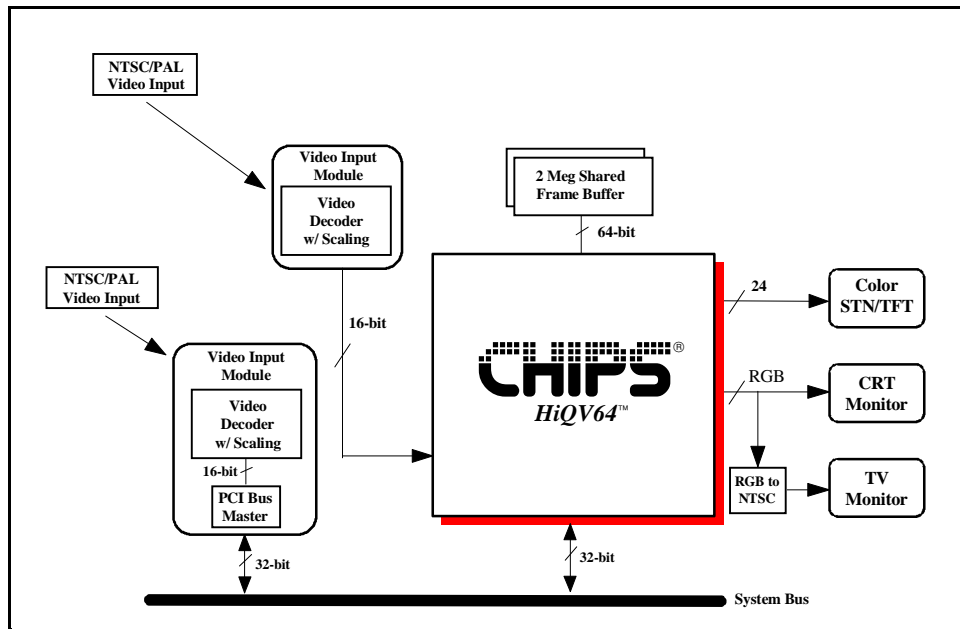 NTSC/PAL
Video Input
Video Input
Module
Video
Decoder
w/ Scaling
2 Meg Shared
Frame Buffer
64-bit
NTSC/PAL
Video Input
16-bit
Video Input
Module
Video
Decoder
w/ Scaling
16-bit
PCI Bus
Master
32-bit
CHIPS®
HiQV64™
24
Color
STN/TFT
RGB
CRT
Monitor
RGB to
NTSC
TV
Monitor
32-bit
System Bus